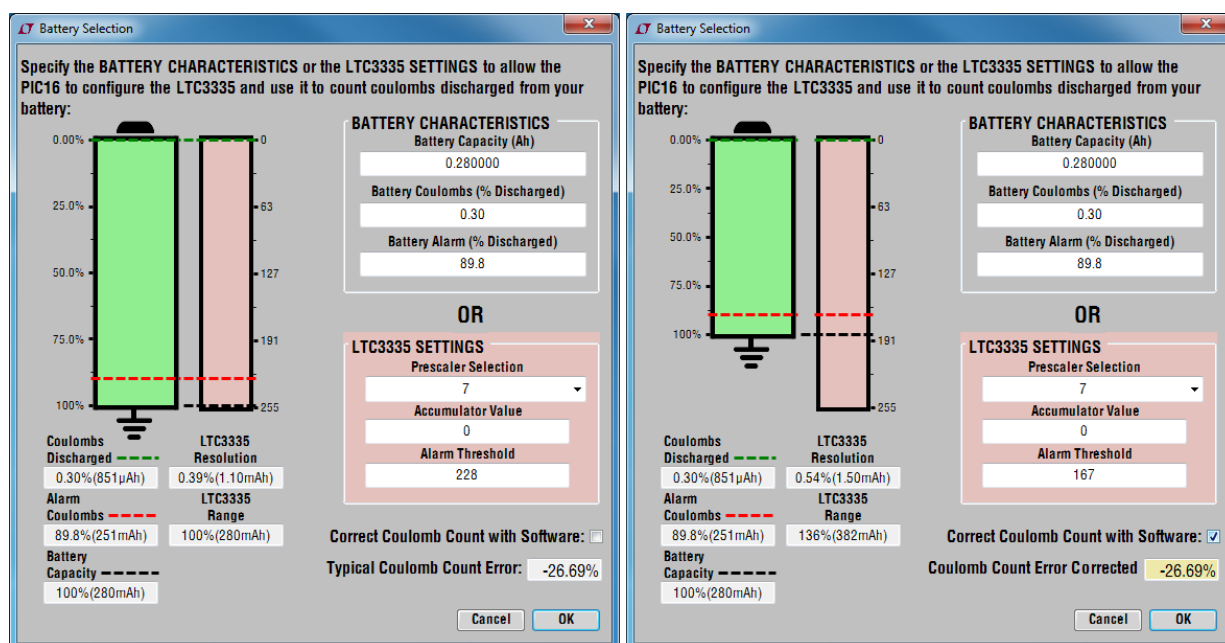 Battery Selection
Specify the BATTERY CHARACTERISTICS or the LTC3335 SETTINGS to allow the
PIC16 to configure the LTC3335 and use it to count coulombs discharged from your
battery:
0.00%
25.0%
50.0%
75.0%
100%
0
63
127
191
255
BATTERY CHARACTERISTICS
Battery Capacity (Ah)
0.280000
Battery Coulombs (% Discharged)
0.30
Battery Alarm (% Discharged)
89.8
OR
LTC3335 SETTINGS
Prescaler Selection
7
Accumulator Value
0
Alarm Threshold
228
Coulombs
Discharged
0.30%(851µAh)
LTC3335
Resolution
0.39%(1.10mAh)
Alarm
Coulombs
89.8%(251mAh)
LTC3335
Range
100%(280mAh)
Battery
Capacity
100%(280mAh)
Correct Coulomb Count with Software:
Typical Coulomb Count Error: -26.69%
Cancel OK
Battery Selection
Specify the BATTERY CHARACTERISTICS or the LTC3335 SETTINGS to allow the
PIC16 to configure the LTC3335 and use it to count coulombs discharged from your
battery:
0.00%
25.0%
50.0%
75.0%
100%
0
63
127
191
255
BATTERY CHARACTERISTICS
Battery Capacity (Ah)
0.280000
Battery Coulombs (% Discharged)
0.30
Battery Alarm (% Discharged)
89.8
OR
LTC3335 SETTINGS
Prescaler Selection
7
Accumulator Value
0
Alarm Threshold
167
Coulombs
Discharged
0.30%(851µAh)
LTC3335
Resolution
0.54%(1.50mAh)
Alarm
Coulombs
89.8%(251mAh)
LTC3335
Range
136%(382mAh)
Battery
Capacity
100%(280mAh)
Correct Coulomb Count with Software:
Coulomb Count Error Corrected -26.69%
Cancel OK